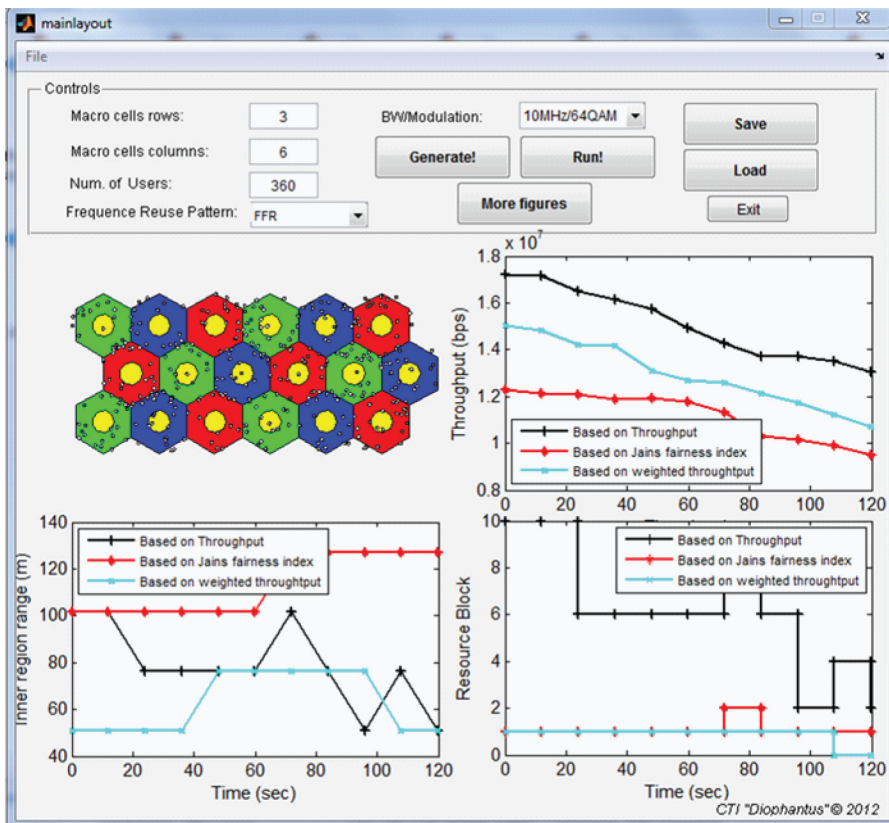 mainlayout
File
Controls
Macro cells rows: 3
Macro cells columns: 6
Num. of Users: 360
Frequence Reuse Pattern: FFR
BW/Modulation: 10MHz/64QAM
Generate!
Run!
More figures
Save
Load
Exit
x 10^7
Throughput (bps)
1.8
1.6
1.4
1.2
1
0.8
Based on Throughput
Based on Jains fairness index
Based on weighted throughtput
0 20 40 60 80 100 120
Inner region range (m)
140
120
100
80
60
40
Based on Throughput
Based on Jains fairness index
Based on weighted throughtput
0 20 40 60 80 100 120
Time (sec)
Resource Block
10
8
6
4
2
0
Based on Throughput
Based on Jains fairness index
Based on weighted throughtput
0 20 40 60 80 100 120
Time (sec)
CTI "Diophantus" © 2012